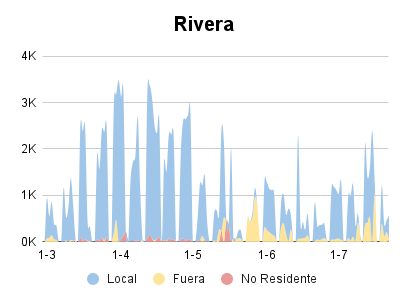 Rivera
4K
3K
2K
1K
0K
1-3 1-4 1-5 1-6 1-7
Local Fuera No Residente